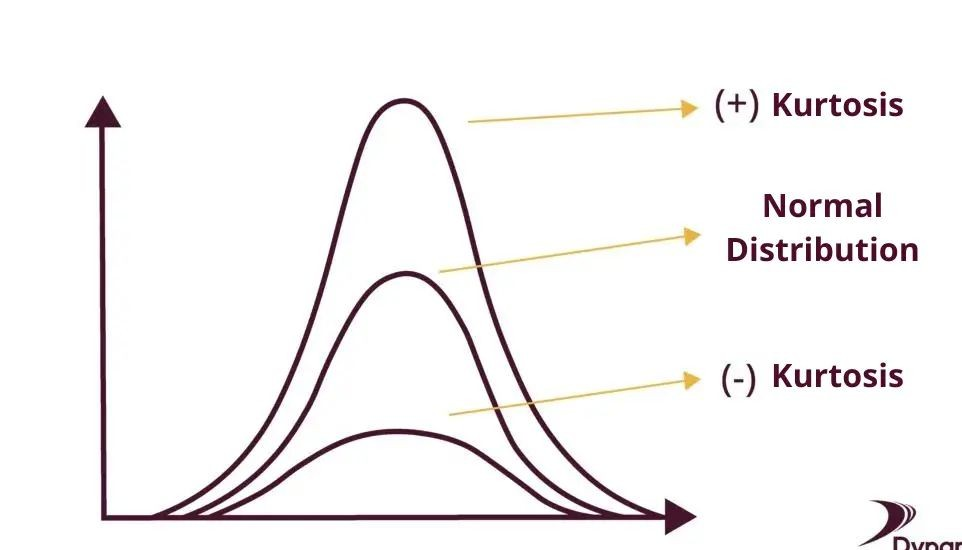 (+) Kurtosis
Normal
Distribution
(-) Kurtosis